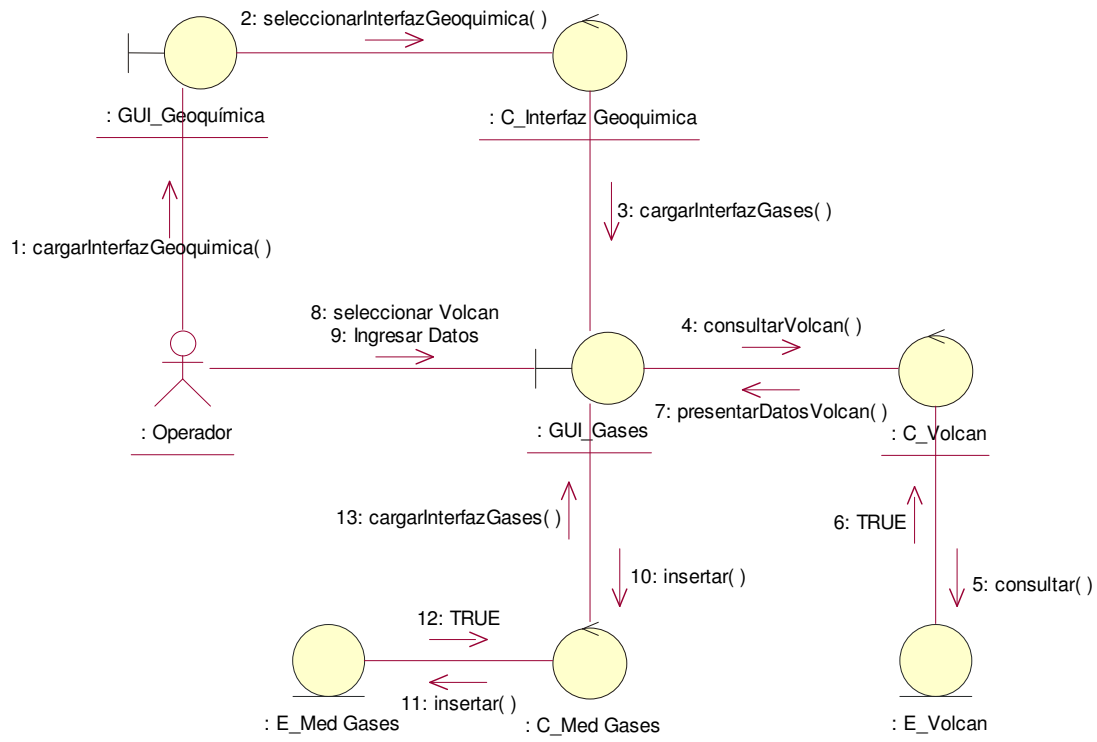 2: seleccionarInterfazGeoquimica( )
: GUI_Geoquímica
: C_Interfaz Geoquimica
3: cargarInterfazGases( )
1: cargarInterfazGeoquimica( )
8: seleccionar Volcan
9: Ingresar Datos
4: consultarVolcan( )
7: presentarDatosVolcan( )
: Operador
: GUI_Gases
: C_Volcan
13: cargarInterfazGases( )
6: TRUE
10: insertar( )
5: consultar( )
12: TRUE
11: insertar( )
: E_Med Gases
: C_Med Gases
: E_Volcan